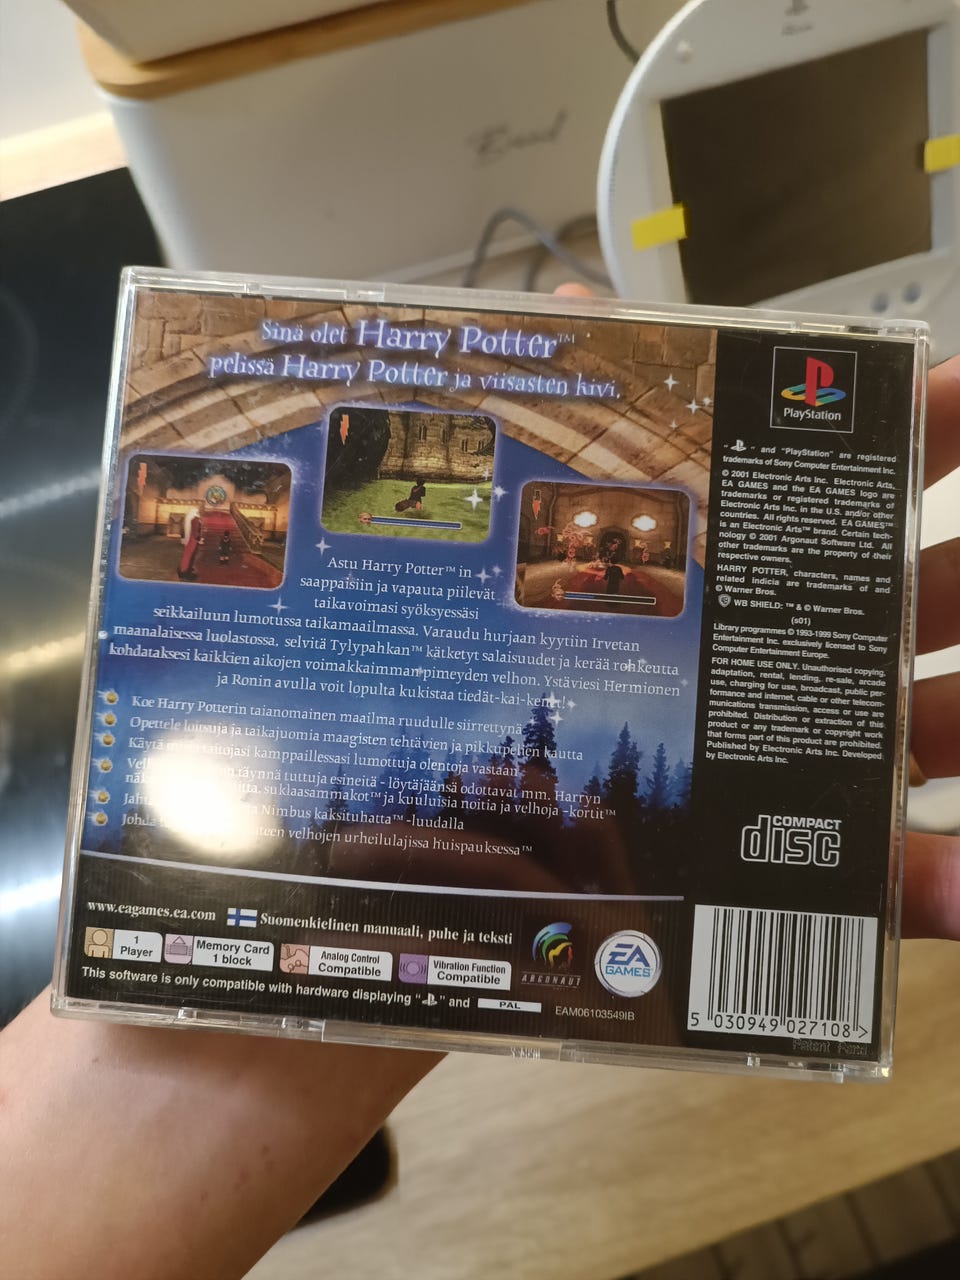 Bread
Sinä olet Harry Potter™
pelissä Harry Potter ja viisasten kivi.
Astu Harry Potter™ in
saappaisiin ja vapauta piilevät
taikavoimasi syöksyessäsi
seikkailuun lumotussa taikamaailmassa. Varaudu hurjaan kyytiin Irvetan
maanalaisessa luolastossa, selvitä Tylypahkan™ kätketyt salaisuudet ja kerää rohkeutta
kohdataksesi kaikkien aikojen voimakkaimman pimeyden velhon. Ystäviesi Hermionen
ja Ronin avulla voit lopulta kukistaa tiedät-kai-kenet!
Koe Harry Potterin taianomainen maailma ruudulle siirrettynä
Opettele loitsuja ja taikajuomia maagisten tehtävien ja pikkupelien kautta
Käytä taitojasi kamppaillessasi lumottuja olentoja vastaan
täynnä tuttuja esineitä - löytäjäänsä odottavat mm. Harryn
suklaasammakot™ ja kuuluisia noitia ja velhoja -kortit™
Nimbus kaksituhatta™ -luudalla
Johda velhojen urheilulajissa huispauksessa™
www.eagames.ea.com Suomenkielinen manuaali, puhe ja teksti
1
Player
Memory Card
1 block
Analog Control
Compatible
Vibration Function
Compatible
ARGONAUT
EA
GAMES™
This software is only compatible with hardware displaying " " and PAL
EAM06103549IB
PlayStation
" " and "PlayStation" are registered
trademarks of Sony Computer Entertainment Inc.
© 2001 Electronic Arts Inc. Electronic Arts,
EA GAMES and the EA GAMES logo are
trademarks or registered trademarks of
Electronic Arts Inc. in the U.S. and/or other
countries. All rights reserved. EA GAMES™
is an Electronic Arts™ brand. Certain tech-
nology © 2001 Argonaut Software Ltd. All
other trademarks are the property of their
respective owners.
HARRY POTTER, characters, names and
related indicia are trademarks of and
© Warner Bros.
WB SHIELD: ™ & © Warner Bros.
(s01)
Library programmes © 1993-1999 Sony Computer
Entertainment Inc. exclusively licensed to Sony
Computer Entertainment Europe.
FOR HOME USE ONLY. Unauthorised copying,
adaptation, rental, lending, re-sale, arcade
use, charging for use, broadcast, public per-
formance and internet, cable or other telecom-
munications transmission, access or use are
prohibited. Distribution or extraction of this
product or any trademark or copyright work
that forms part of this product are prohibited.
Published by Electronic Arts Inc. Developed
by Electronic Arts Inc.
COMPACT
disc
5 030949 027108 >